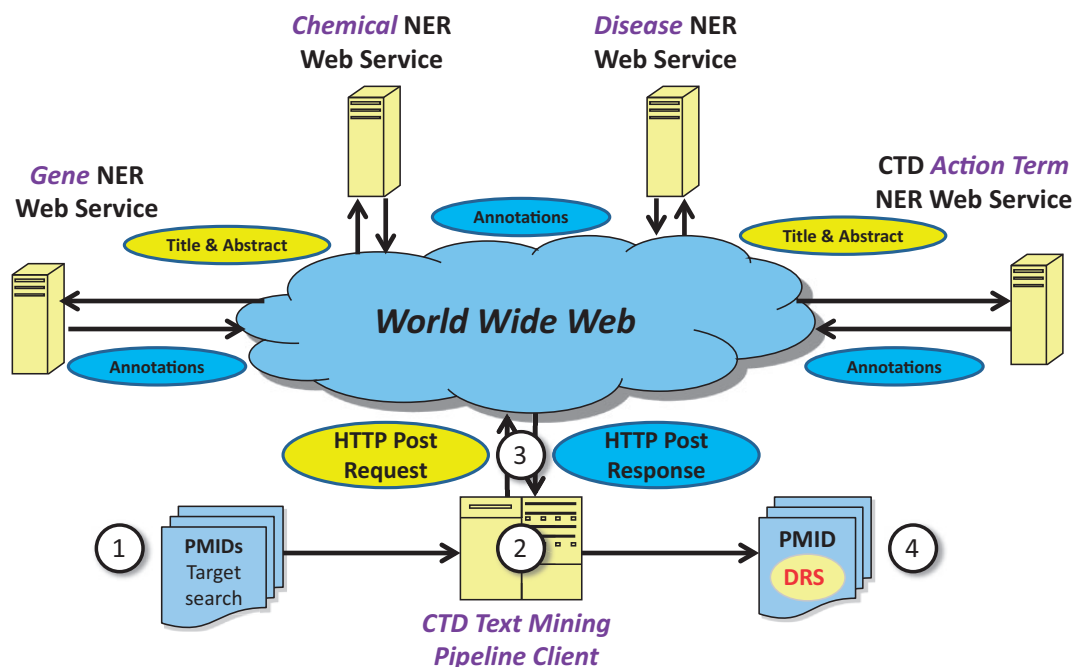 Chemical NER
Web Service
Disease NER
Web Service
Gene NER
Web Service
CTD Action Term
NER Web Service
Annotations
Title & Abstract
Title & Abstract
World Wide Web
Annotations
Annotations
HTTP Post
Request
3
HTTP Post
Response
1
PMIDs
Target
search
2
PMID
DRS
4
CTD Text Mining
Pipeline Client